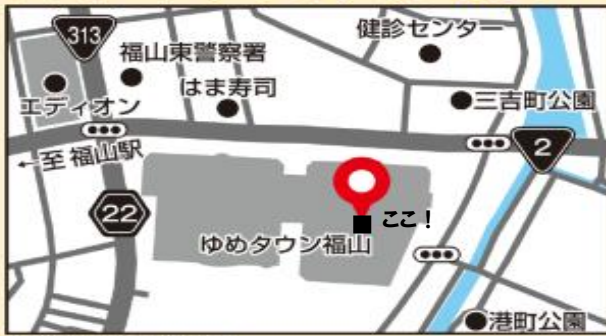 313
福山東警察署
健診センター
はま寿司
エディオン
三吉町公園
←至 福山駅
2
22
ここ！
ゆめタウン福山
港町公園